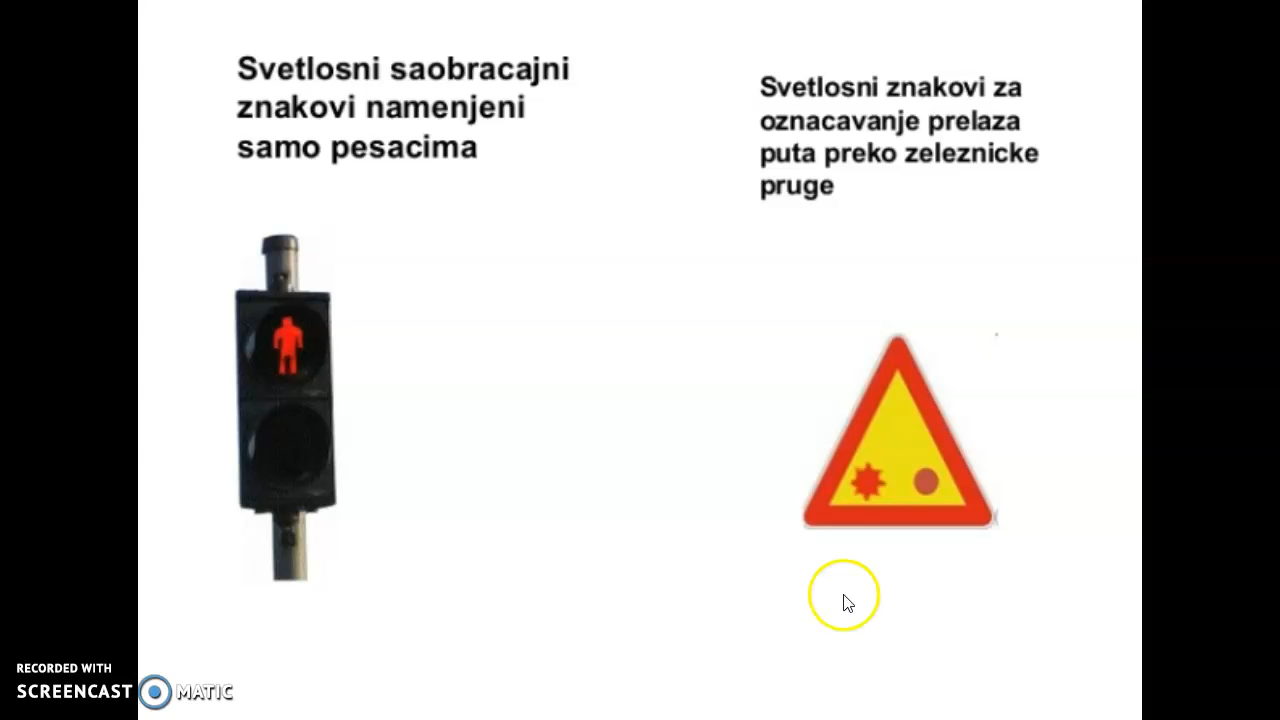 Svetlosni saobracajni
znakovi namenjeni
samo pesacima
Svetlosni znakovi za
oznacavanje prelaza
puta preko zeleznicke
pruge
RECORDED WITH
SCREENCAST MATIC